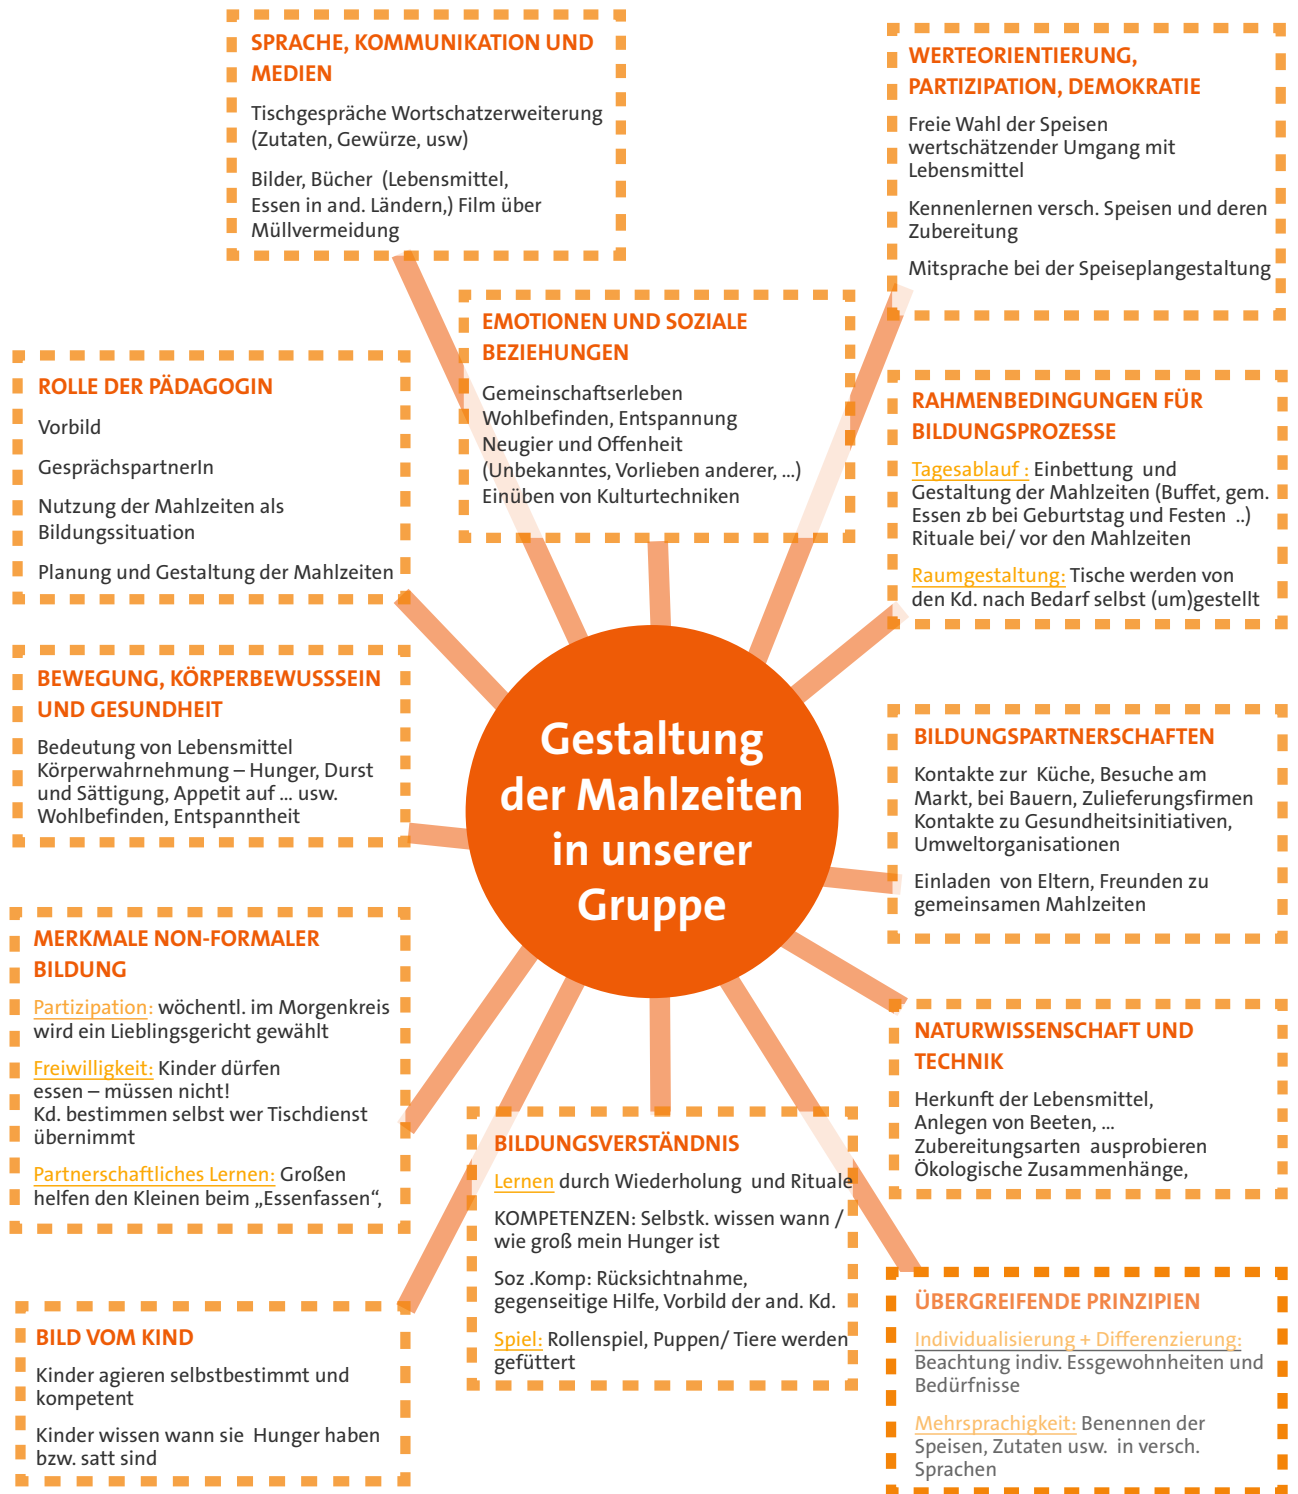 SPRACHE, KOMMUNIKATION UND
MEDIEN
Tischgespräche Wortschatzerweiterung
(Zutaten, Gewürze, usw)
Bilder, Bücher  (Lebensmittel,
Essen in and. Ländern,) Film über
Müllvermeidung
WERTEORIENTIERUNG,
PARTIZIPATION, DEMOKRATIE
Freie Wahl der Speisen
wertschätzender Umgang mit
Lebensmittel
Kennenlernen versch. Speisen und deren
Zubereitung
Mitsprache bei der Speiseplangestaltung
EMOTIONEN UND SOZIALE
BEZIEHUNGEN
Gemeinschaftserleben
Wohlbefinden, Entspannung
Neugier und Offenheit
(Unbekanntes, Vorlieben anderer, ...)
Einüben von Kulturtechniken
ROLLE DER PÄDAGOGIN
Vorbild
GesprächspartnerIn
Nutzung der Mahlzeiten als
Bildungssituation
Planung und Gestaltung der Mahlzeiten
RAHMENBEDINGUNGEN FÜR
BILDUNGSPROZESSE
Tagesablauf : Einbettung  und
Gestaltung der Mahlzeiten (Buffet, gem.
Essen zb bei Geburtstag und Festen  ..)
Rituale bei/ vor den Mahlzeiten
Raumgestaltung: Tische werden von
den Kd. nach Bedarf selbst (um)gestellt
BEWEGUNG, KÖRPERBEWUSSSEIN
UND GESUNDHEIT
Bedeutung von Lebensmittel
Körperwahrnehmung – Hunger, Durst
und Sättigung, Appetit auf ... usw.
Wohlbefinden, Entspanntheit
Gestaltung
der Mahlzeiten
in unserer
Gruppe
BILDUNGSPARTNERSCHAFTEN
Kontakte zur  Küche, Besuche am
Markt, bei Bauern, Zulieferungsfirmen
Kontakte zu Gesundheitsinitiativen,
Umweltorganisationen
Einladen  von Eltern, Freunden zu
gemeinsamen Mahlzeiten
MERKMALE NON-FORMALER
BILDUNG
Partizipation: wöchentl. im Morgenkreis
wird ein Lieblingsgericht gewählt
Freiwilligkeit: Kinder dürfen
essen – müssen nicht!
Kd. bestimmen selbst wer Tischdienst
übernimmt
Partnerschaftliches Lernen: Großen
helfen den Kleinen beim „Essenfassen“,
NATURWISSENSCHAFT UND
TECHNIK
Herkunft der Lebensmittel,
Anlegen von Beeten, ...
Zubereitungsarten  ausprobieren
Ökologische Zusammenhänge,
BILDUNGSVERSTÄNDNIS
Lernen durch Wiederholung  und Rituale
KOMPETENZEN: Selbstk. wissen wann /
wie groß mein Hunger ist
Soz .Komp: Rücksichtnahme,
gegenseitige Hilfe, Vorbild der and. Kd.
Spiel: Rollenspiel, Puppen/ Tiere werden
gefüttert
BILD VOM KIND
Kinder agieren selbstbestimmt und
kompetent
Kinder wissen wann sie  Hunger haben
bzw. satt sind
ÜBERGREIFENDE PRINZIPIEN
Individualisierung + Differenzierung:
Beachtung indiv. Essgewohnheiten und
Bedürfnisse
Mehrsprachigkeit: Benennen der
Speisen, Zutaten usw.  in versch.
Sprachen